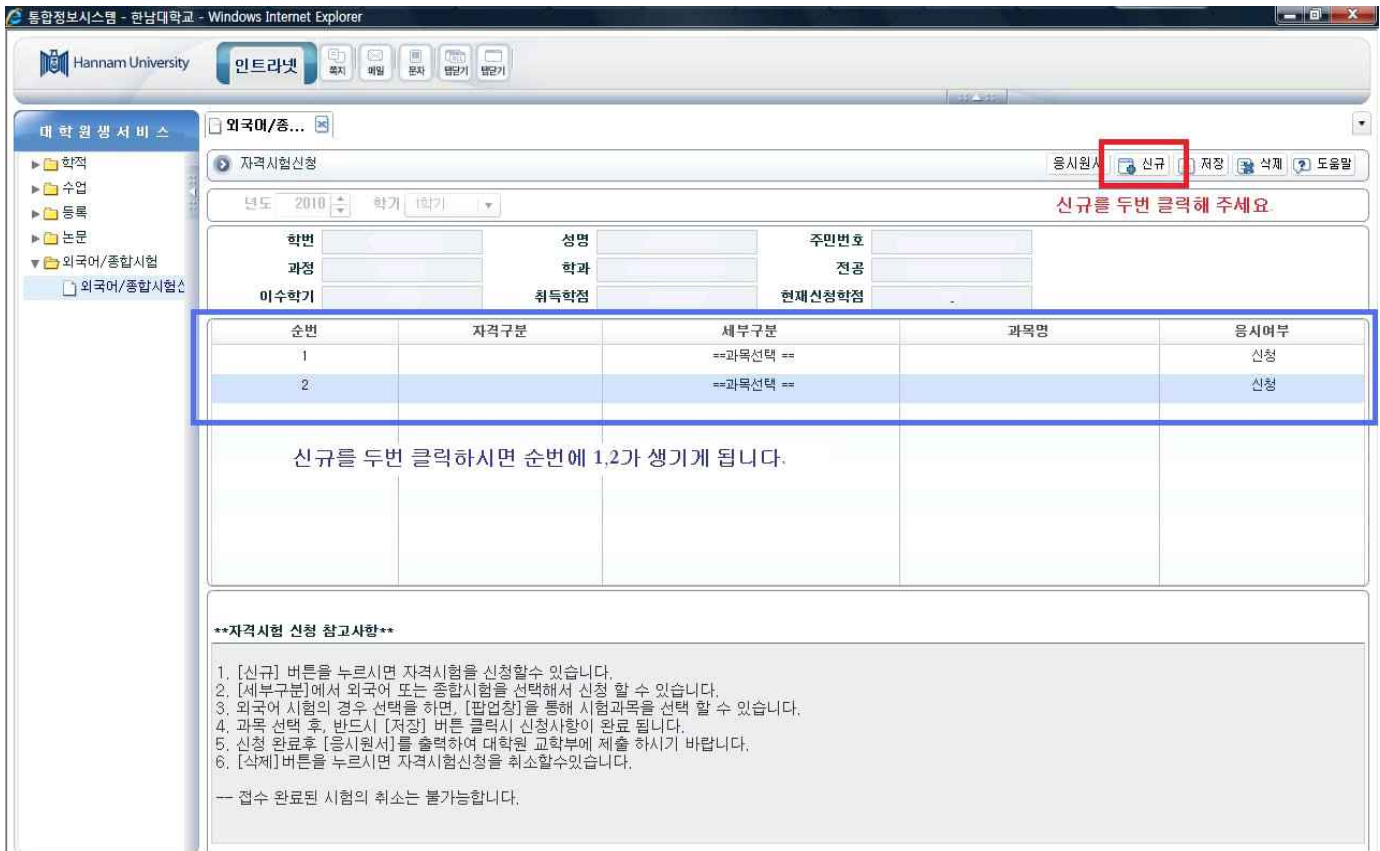 통합정보시스템 - 한남대학교 - Windows Internet Explorer
Hannam University
인트라넷
쪽지 메일 문자 탭닫기 탭닫기
대학원생서비스
외국어/종...
학적
수업
등록
논문
외국어/종합시험
외국어/종합시험신
자격시험신청
응시원서 신규 저장 삭제 도움말
년도 2010 학기 1학기
신규를 두번 클릭해 주세요.
학번 성명 주민번호
과정 학과 전공
이수학기 취득학점 현재신청학점 -
순번 자격구분 세부구분 과목명 응시여부
1 ==과목선택 == 신청
2 ==과목선택 == 신청
신규를 두번 클릭하시면 순번에 1,2가 생기게 됩니다.
**자격시험 신청 참고사항**
1. [신규] 버튼을 누르시면 자격시험을 신청할수 있습니다.
2. [세부구분]에서 외국어 또는 종합시험을 선택해서 신청 할 수 있습니다.
3. 외국어 시험의 경우 선택을 하면, [팝업창]을 통해 시험과목을 선택 할 수 있습니다.
4. 과목 선택 후, 반드시 [저장] 버튼 클릭시 신청사항이 완료 됩니다.
5. 신청 완료후 [응시원서]를 출력하여 대학원 교학부에 제출 하시기 바랍니다.
6. [삭제]버튼을 누르시면 자격시험신청을 취소할수있습니다.
-- 접수 완료된 시험의 취소는 불가능합니다.